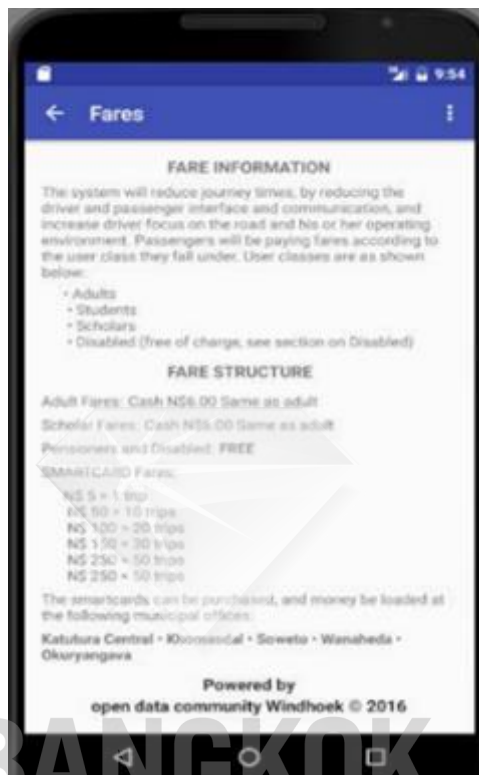 9:54
Fares
FARE INFORMATION
The system will reduce journey times, by reducing the
driver and passenger interface and communication, and
increase driver focus on the road and his or her operating
environment. Passengers will be paying fares according to
the user class they fall under. User classes are as shown
below:
• Adults
• Students
• Scholars
• Disabled (free of charge, see section on Disabled)
FARE STRUCTURE
Adult Fares: Cash N$6.00 Same as adult
Scholar Fares: Cash N$6.00 Same as adult
Pensioners and Disabled: FREE
SMARTCARD Fares:
N$ 5 = 1 trip
N$ 50 = 10 trips
N$ 100 = 20 trips
N$ 150 = 30 trips
N$ 250 = 50 trips
N$ 250 = 50 trips
The smartcards can be purchased, and money be loaded at
the following municipal offices:
Katutura Central • Khomasdal • Soweto • Wanaheda •
Okuryangava
Powered by
open data community Windhoek © 2016
BANGKOK